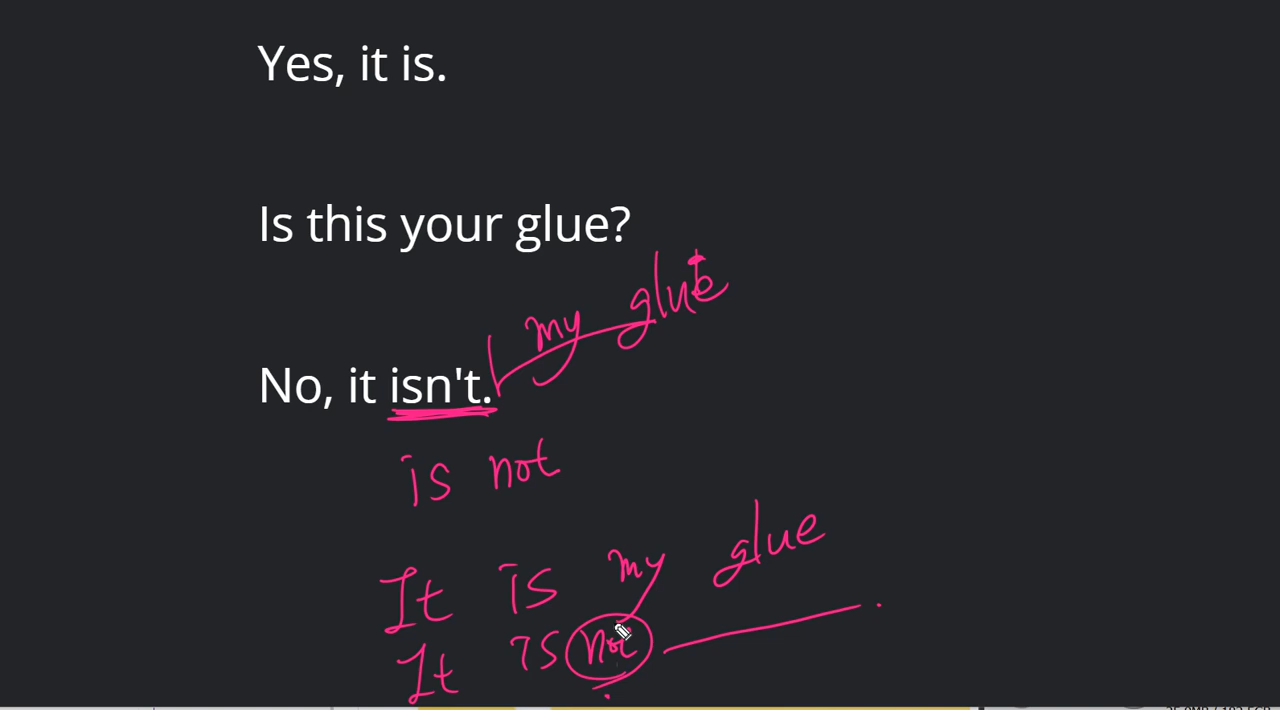 Yes, it is.
Is this your glue?
my glue
No, it isn't.
is not
It is my glue
It is not